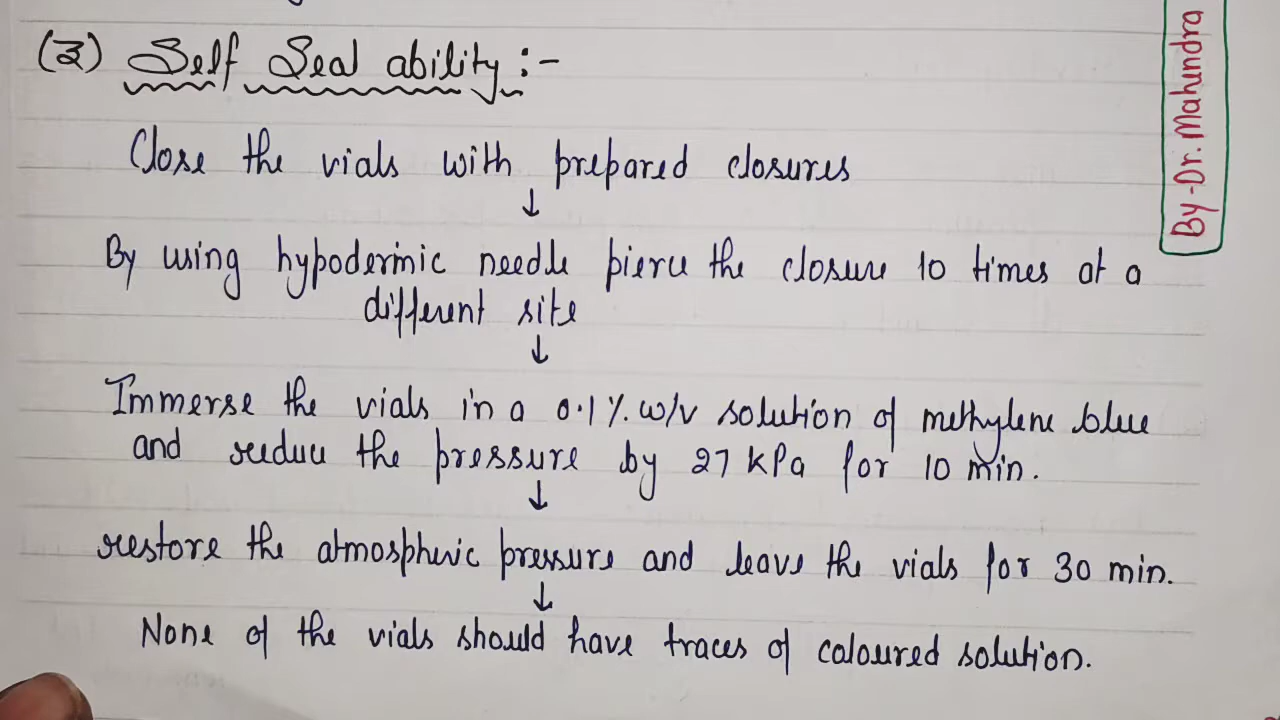 (3) Self Seal ability :-
Close the vials with prepared closures
↓
By using hypodermic needle pierce the closure 10 times at a
different site
↓
Immerse the vials in a 0.1%. w/v solution of methylene blue
and reduce the pressure by 27 kPa for 10 min.
↓
restore the atmospheric pressure and leave the vials for 30 min.
↓
None of the vials should have traces of coloured solution.
By - Dr. Mahendra